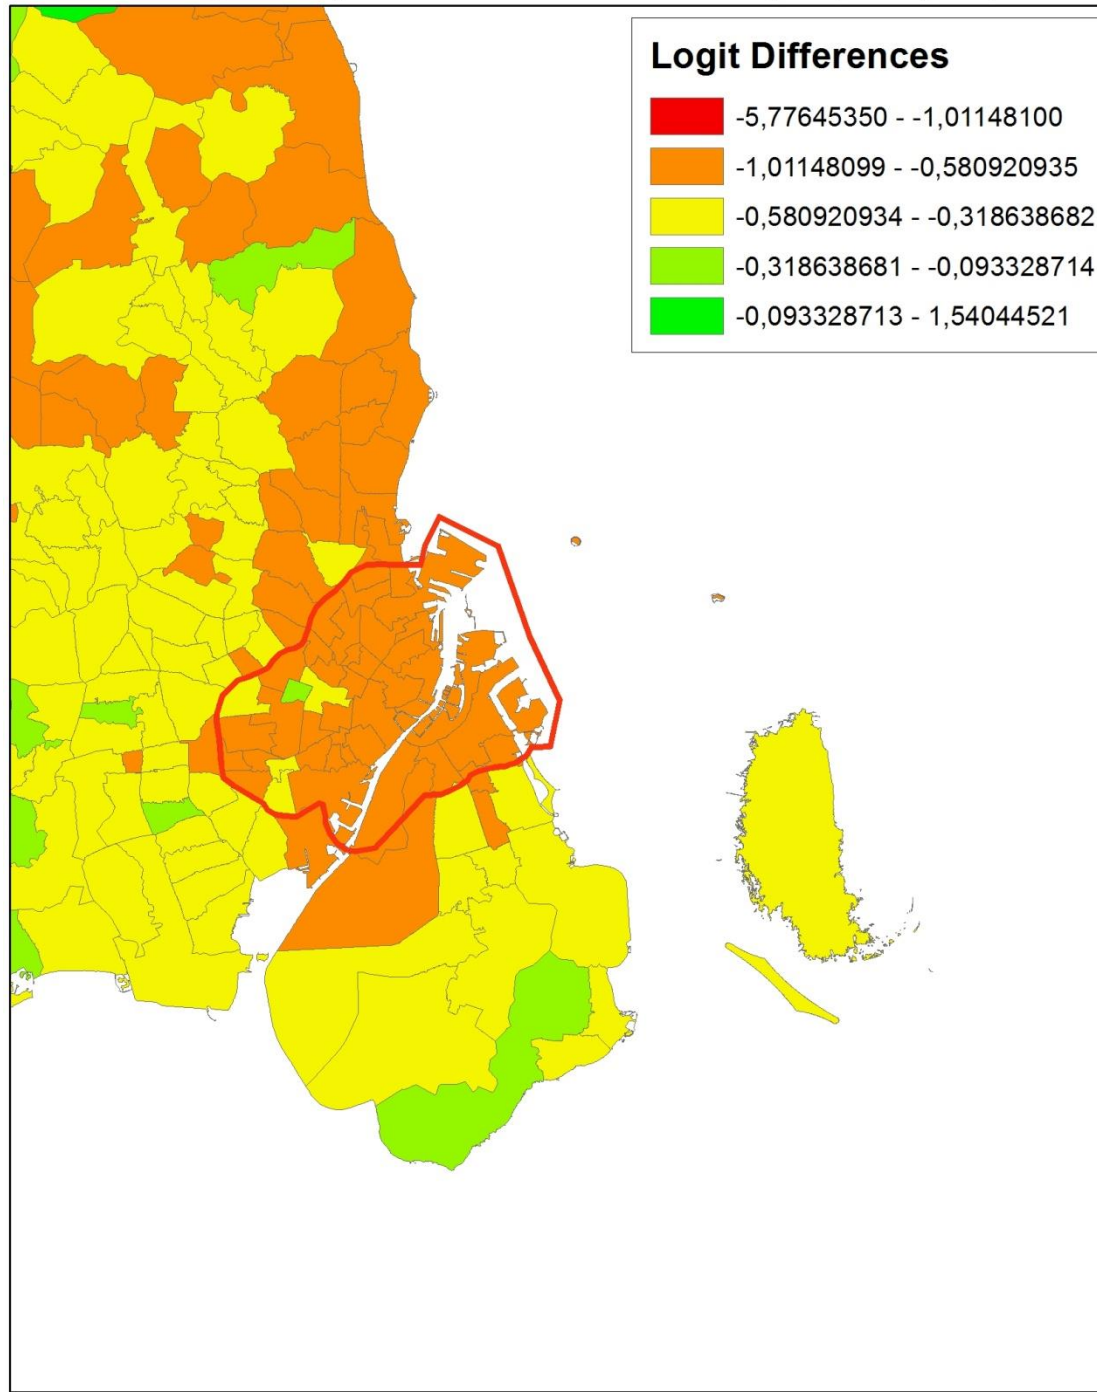 Logit Differences
-5,77645350 - -1,01148100
-1,01148099 - -0,580920935
-0,580920934 - -0,318638682
-0,318638681 - -0,093328714
-0,093328713 - 1,54044521